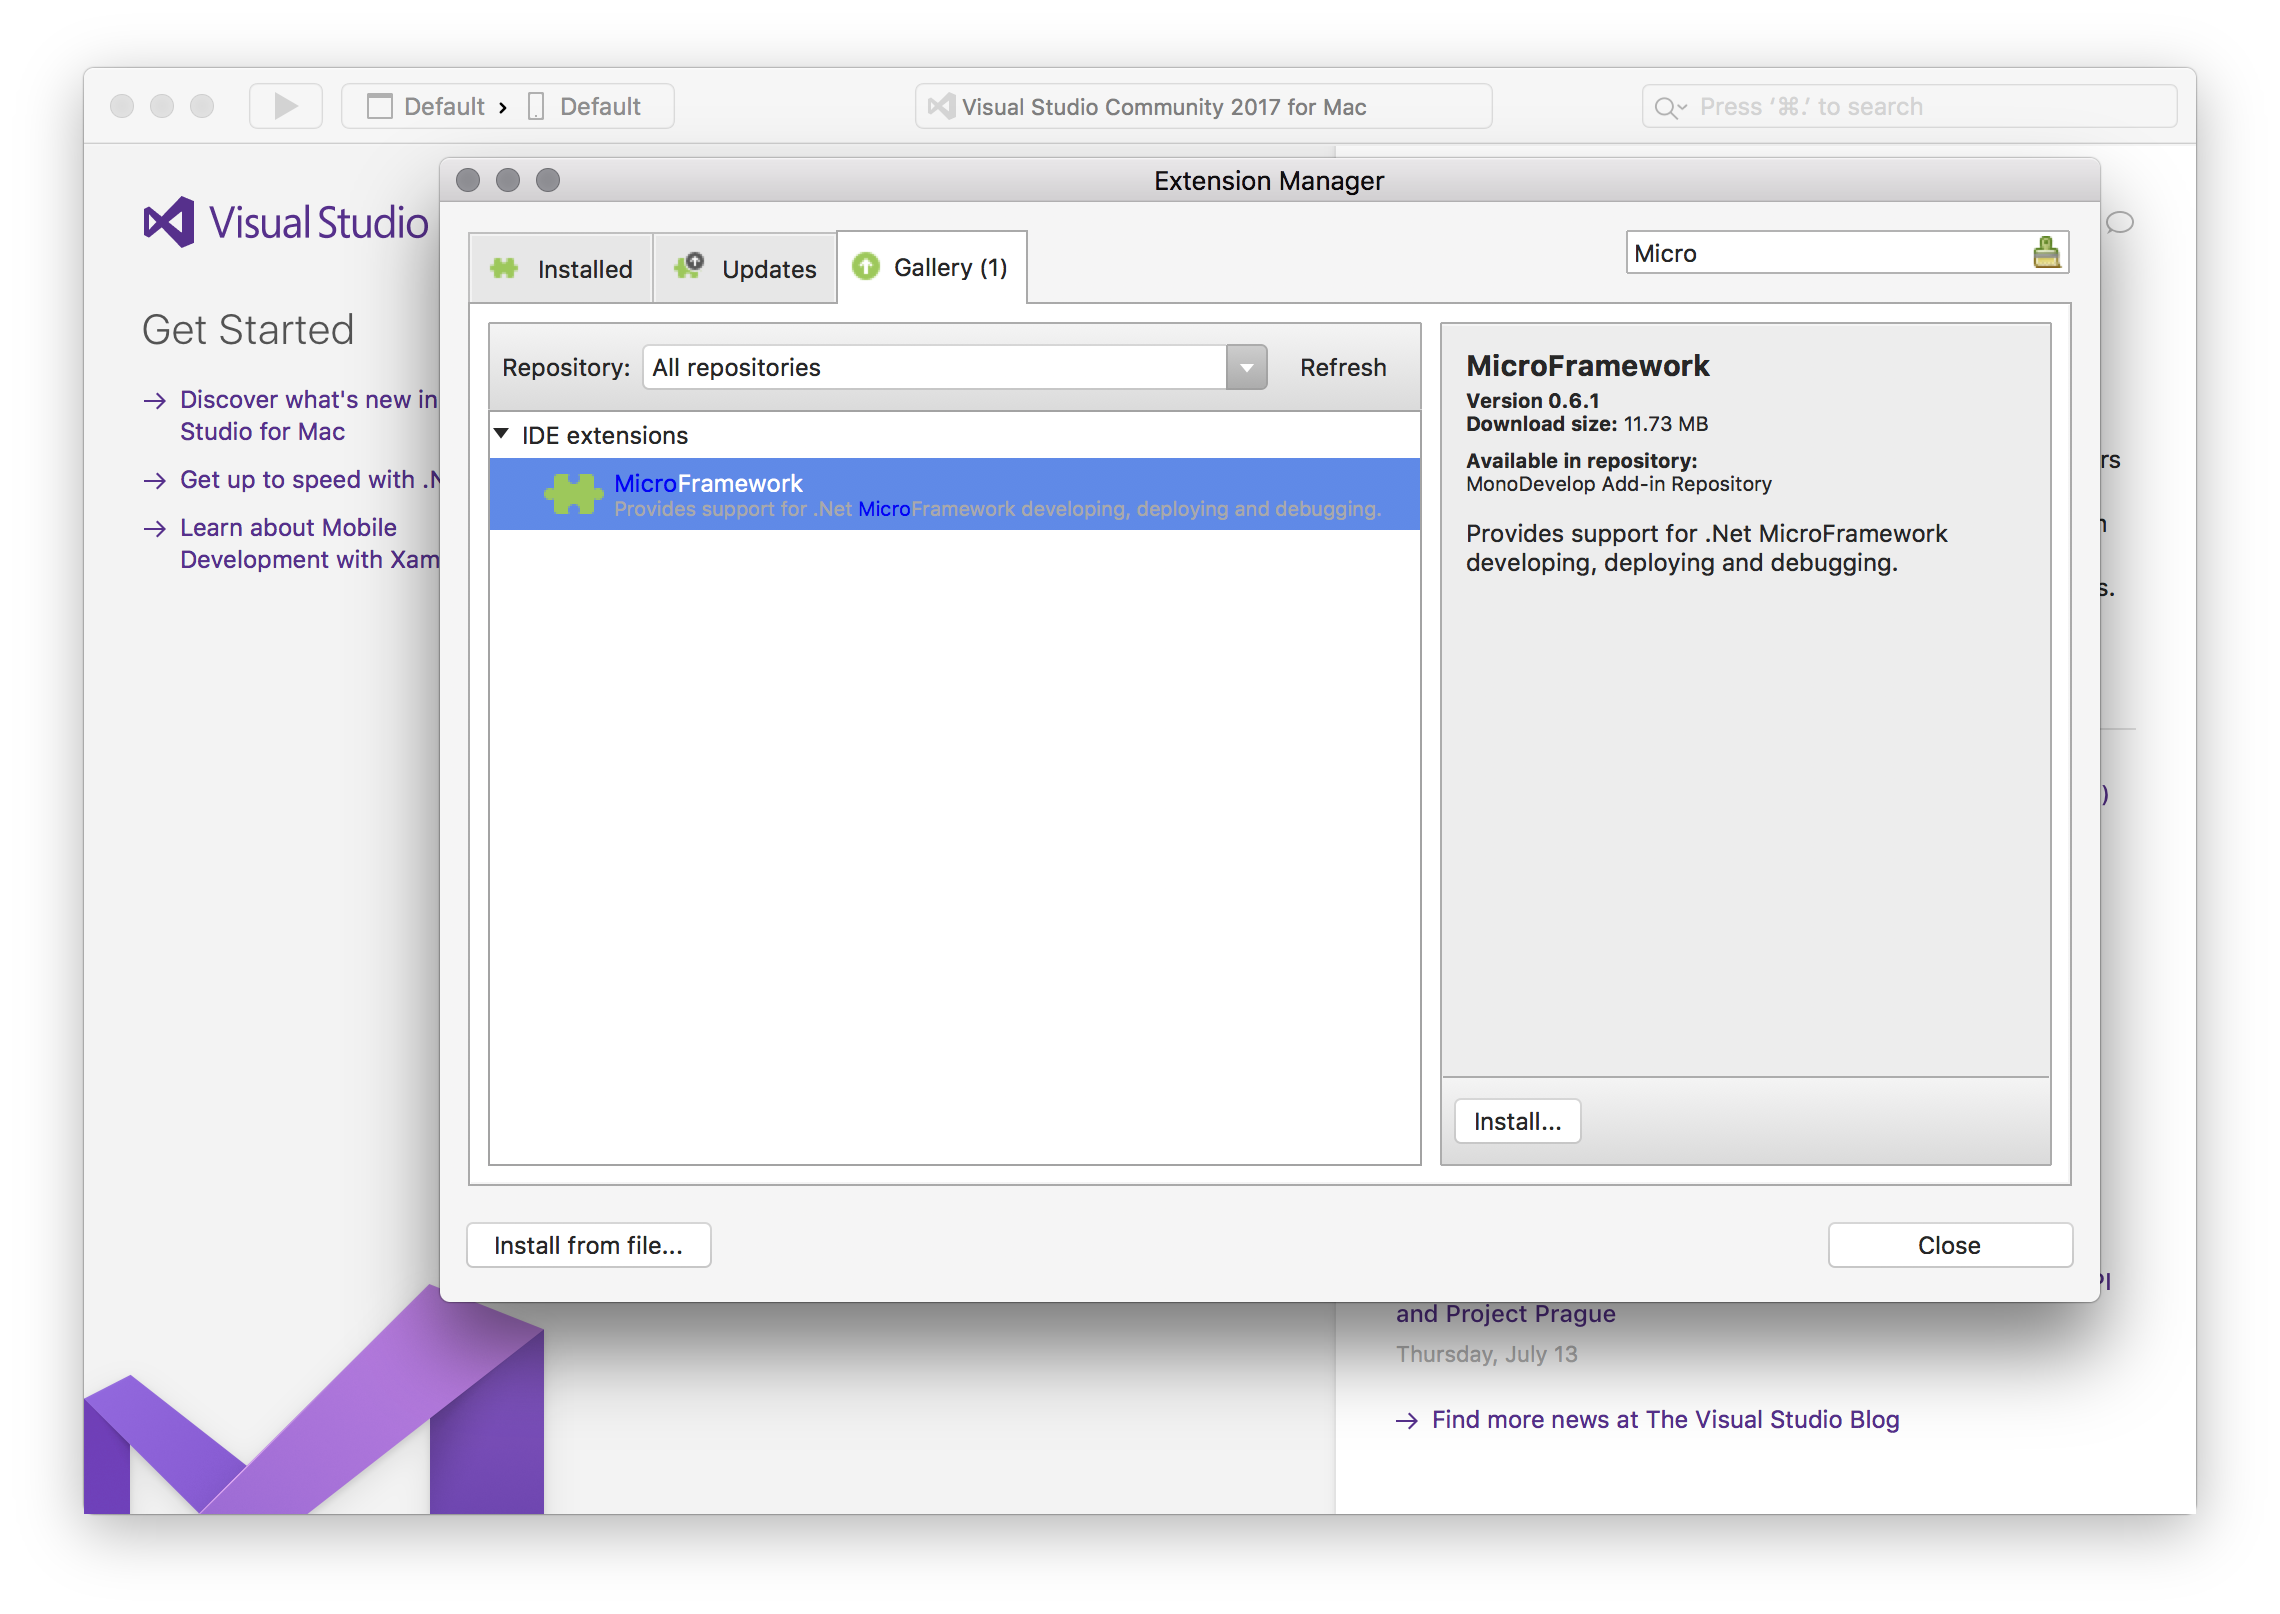 Default › Default
Visual Studio Community 2017 for Mac
Press ‘⌘.’ to search
Extension Manager
Visual Studio
Get Started
Discover what's new in
Studio for Mac
Get up to speed with .N
Learn about Mobile
Development with Xam
Installed
Updates
Gallery (1)
Micro
Repository:
All repositories
Refresh
IDE extensions
MicroFramework
Provides support for .Net MicroFramework developing, deploying and debugging.
MicroFramework
Version 0.6.1
Download size: 11.73 MB
Available in repository:
MonoDevelop Add-in Repository
Provides support for .Net MicroFramework
developing, deploying and debugging.
Install...
Install from file...
Close
and Project Prague
Thursday, July 13
Find more news at The Visual Studio Blog